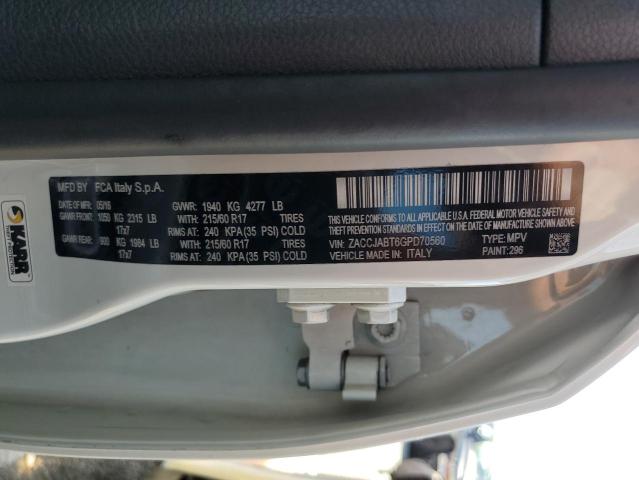 MFD BY FCA Italy S.p.A.
DATE OF MFR: 05/16 GVWR: 1940 KG 4277 LB
GAWR FRONT: 1050 KG 2315 LB WITH: 215/60 R17 TIRES
17x7 RIMS AT: 240 KPA (35 PSI) COLD
GAWR REAR: 900 KG 1984 LB WITH: 215/60 R17 TIRES
17x7 RIMS AT: 240 KPA (35 PSI) COLD
THIS VEHICLE CONFORMS TO ALL APPLICABLE FEDERAL
MOTOR VEHICLE SAFETY, BUMPER, AND THEFT PREVENTION
STANDARDS IN EFFECT ON THE DATE OF MANUFACTURE SHOWN ABOVE
VIN: ZACCJABT6GPD70560 TYPE: MPV
VEHICLE MADE IN: ITALY PAINT: 296
KARR